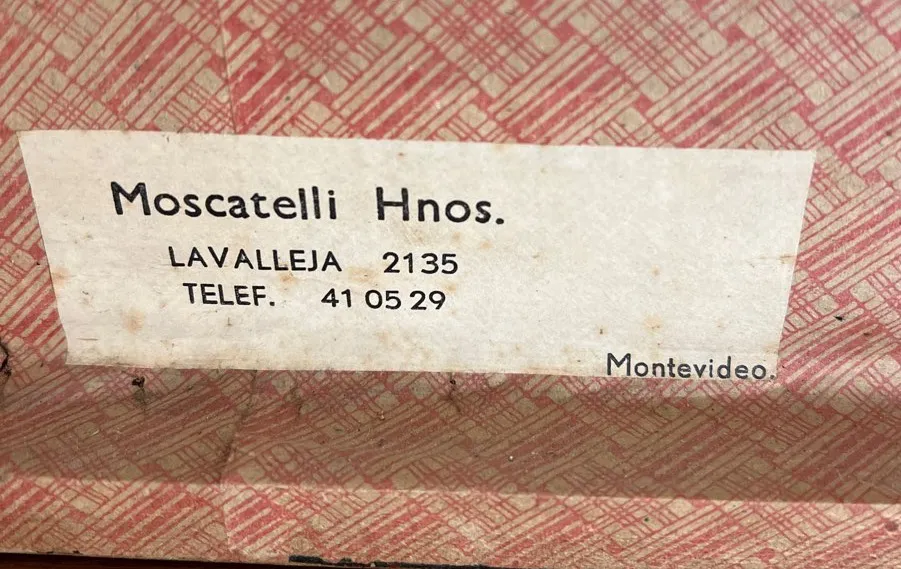 Moscatelli Hnos.
LAVALLEJA 2135
TELEF. 41 05 29
Montevideo.